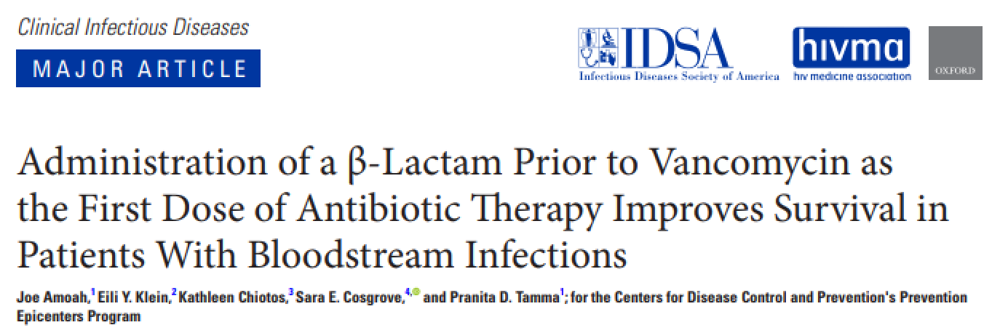 Clinical Infectious Diseases
MAJOR ARTICLE
IDSA
Infectious Diseases Society of America
hivma
hiv medicine association
OXFORD
Administration of a β-Lactam Prior to Vancomycin as
the First Dose of Antibiotic Therapy Improves Survival in
Patients With Bloodstream Infections
Joe Amoah,1 Eili Y. Klein,2 Kathleen Chiotos,3 Sara E. Cosgrove,4, and Pranita D. Tamma1; for the Centers for Disease Control and Prevention's Prevention
Epicenters Program